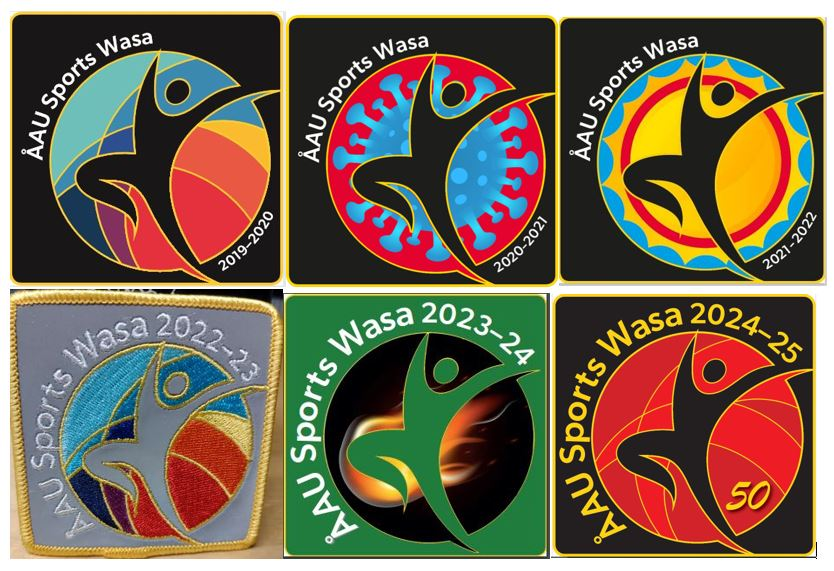 ÅAU Sports Wasa
2019-2020
ÅAU Sports Wasa
2020-2021
ÅAU Sports Wasa
2021-2022
ÅAU Sports Wasa 2022-23
ÅAU Sports Wasa 2023-24
ÅAU Sports Wasa 2024-25
50